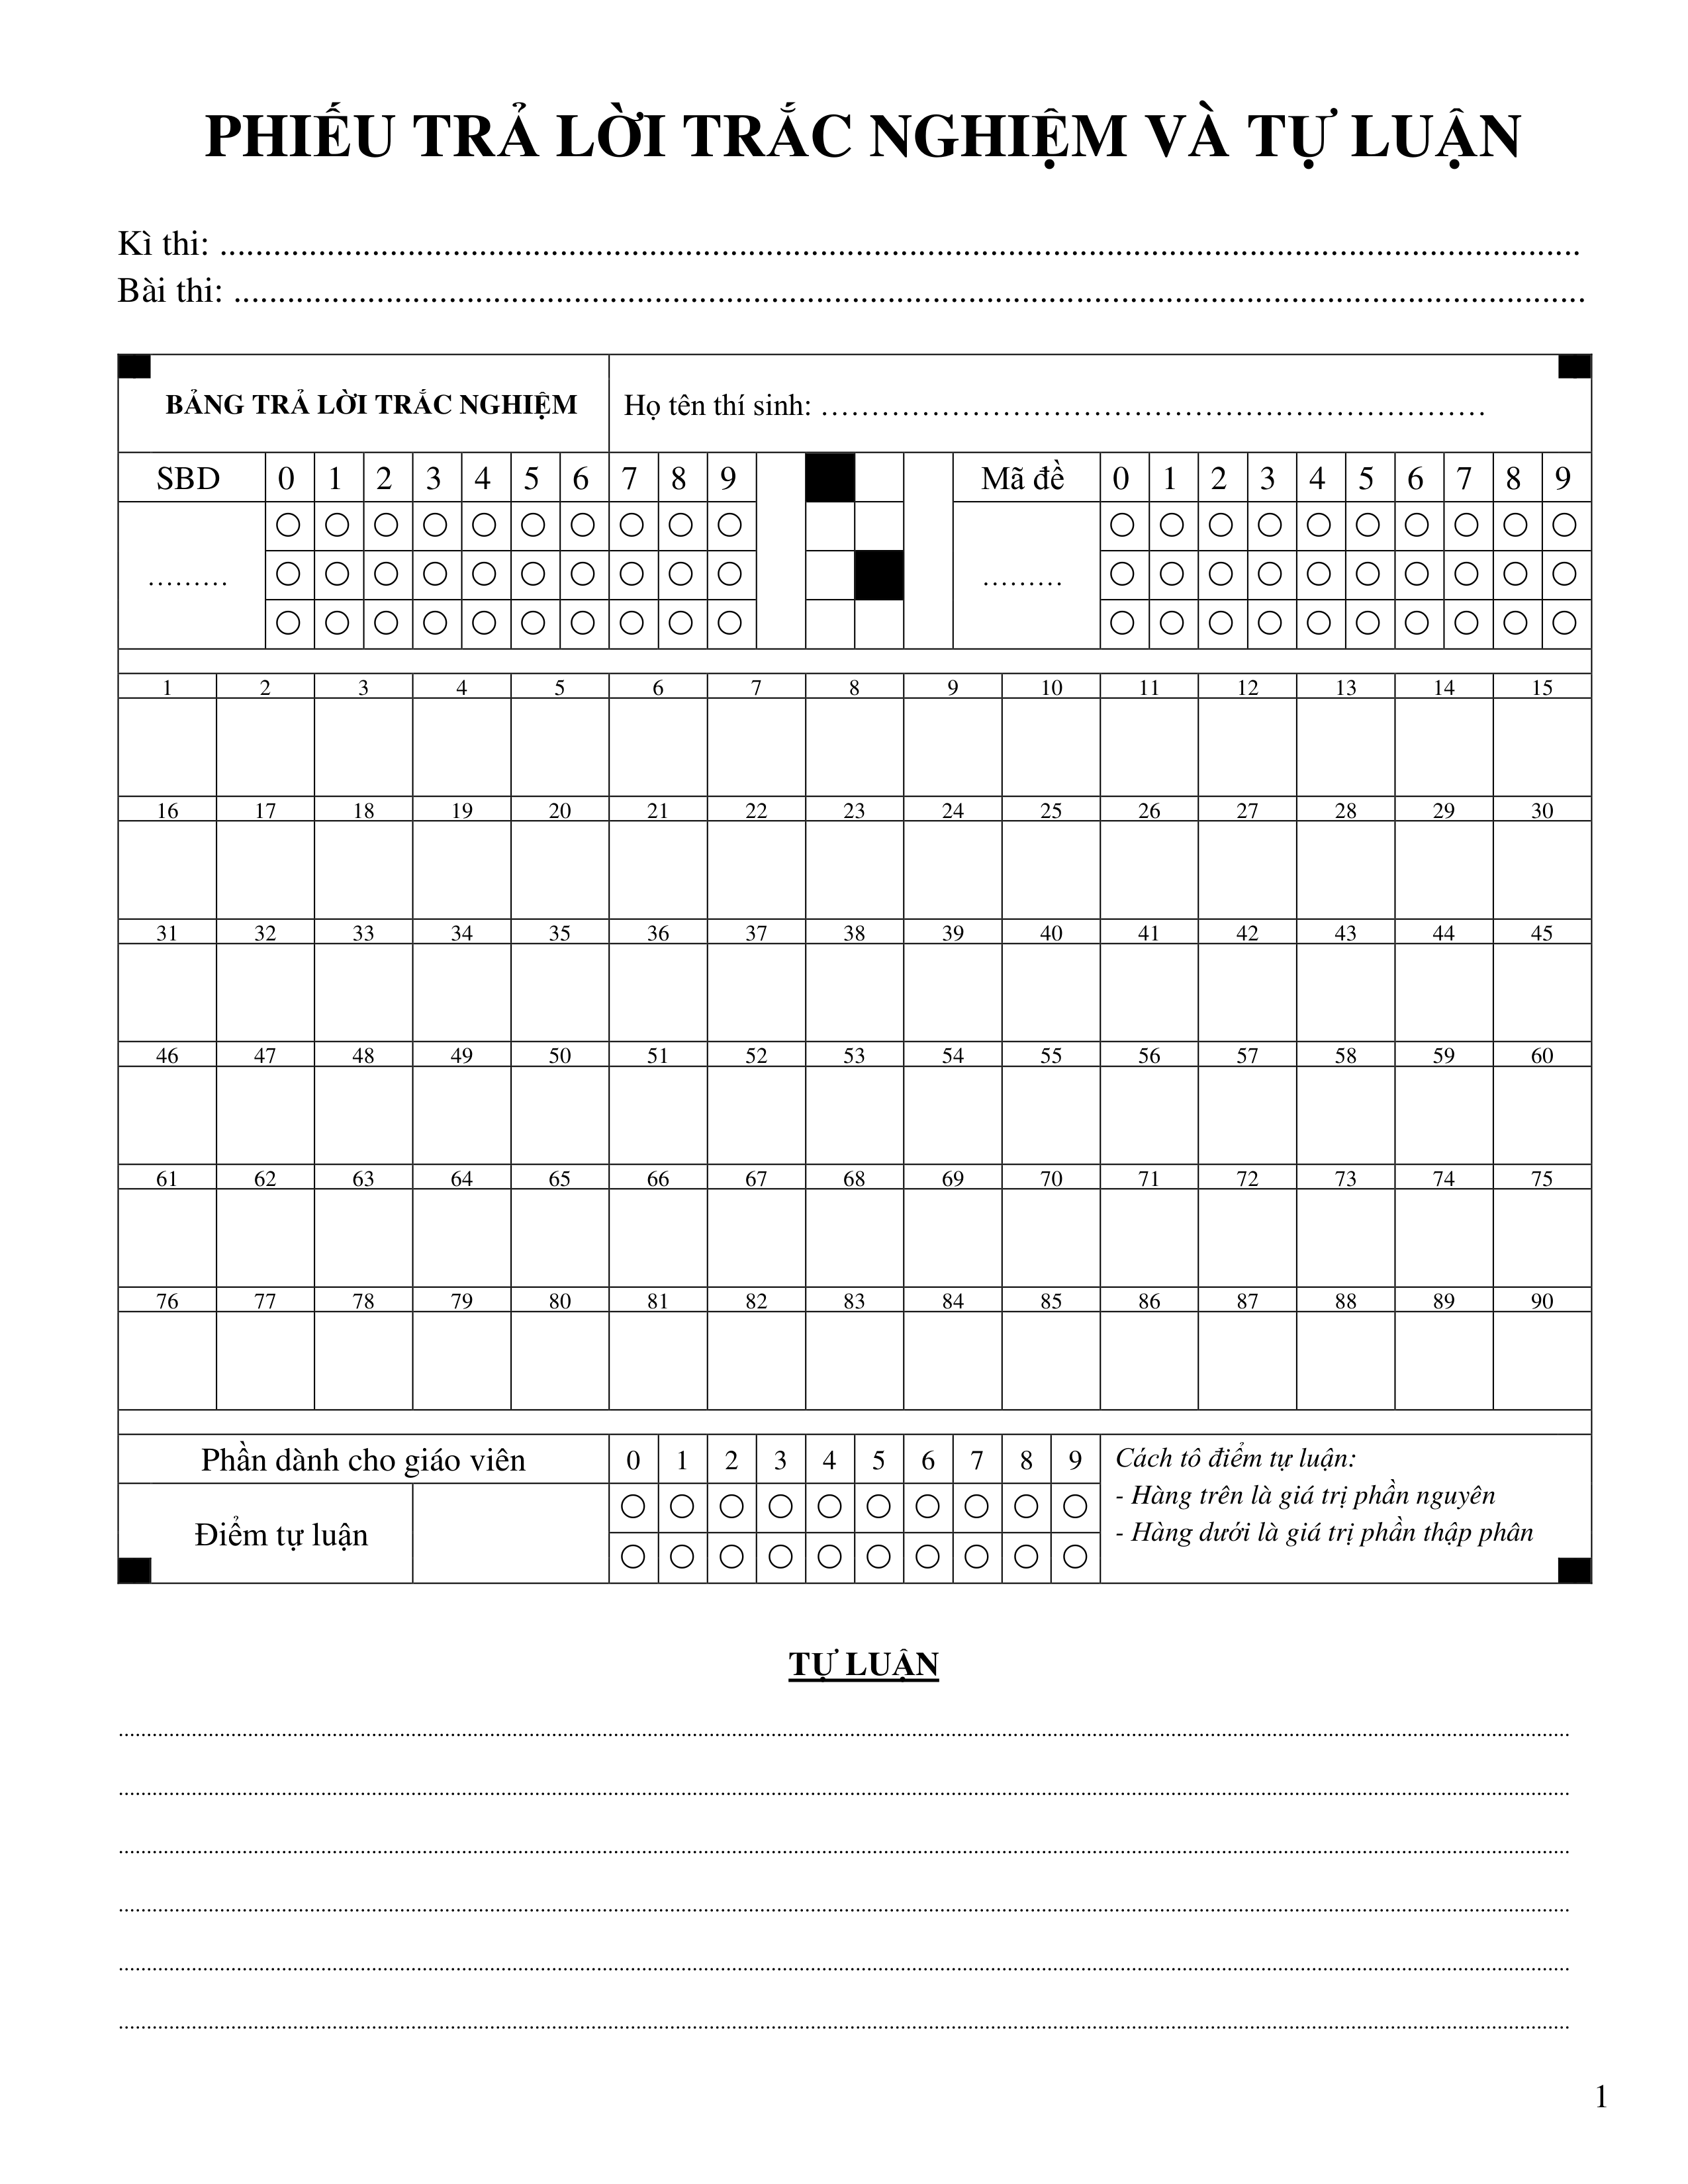 PHIẾU TRẢ LỜI TRẮC NGHIỆM VÀ TỰ LUẬN
Kì thi: ........................................................................................................................................................
Bài thi: .......................................................................................................................................................
BẢNG TRẢ LỜI TRẮC NGHIỆM
Họ tên thí sinh: ………………………………………………………
SBD 0 1 2 3 4 5 6 7 8 9 Mã đề 0 1 2 3 4 5 6 7 8 9
……… ………
1 2 3 4 5 6 7 8 9 10 11 12 13 14 15
16 17 18 19 20 21 22 23 24 25 26 27 28 29 30
31 32 33 34 35 36 37 38 39 40 41 42 43 44 45
46 47 48 49 50 51 52 53 54 55 56 57 58 59 60
61 62 63 64 65 66 67 68 69 70 71 72 73 74 75
76 77 78 79 80 81 82 83 84 85 86 87 88 89 90
Phần dành cho giáo viên 0 1 2 3 4 5 6 7 8 9
Điểm tự luận
Cách tô điểm tự luận:
- Hàng trên là giá trị phần nguyên
- Hàng dưới là giá trị phần thập phân
TỰ LUẬN
1